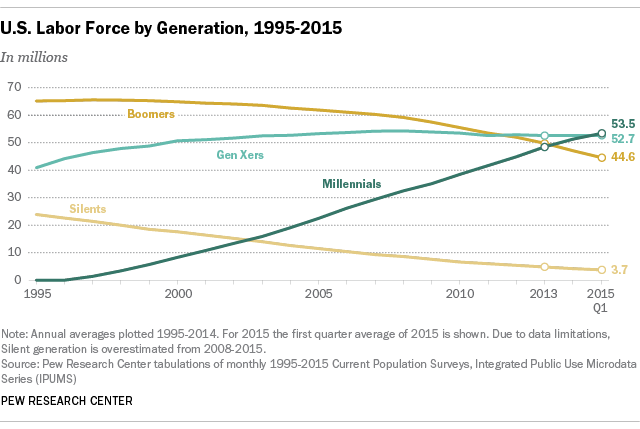 U.S. Labor Force by Generation, 1995-2015
In millions
70
60
50
40
30
20
10
0
Boomers
Gen Xers
Millennials
Silents
53.5
52.7
44.6
3.7
1995
2000
2005
2010
2013
2015
Q1
Note: Annual averages plotted 1995-2014. For 2015 the first quarter average of 2015 is shown. Due to data limitations,
Silent generation is overestimated from 2008-2015.
Source: Pew Research Center tabulations of monthly 1995-2015 Current Population Surveys, Integrated Public Use Microdata
Series (IPUMS)
PEW RESEARCH CENTER